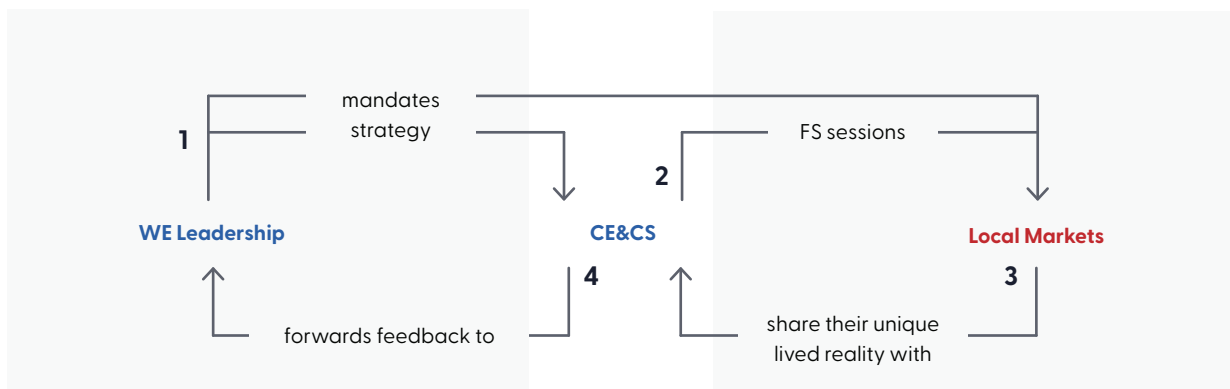 mandates
strategy
1
FS sessions
2
WE Leadership
CE&CS
Local Markets
4
3
forwards feedback to
share their unique
lived reality with